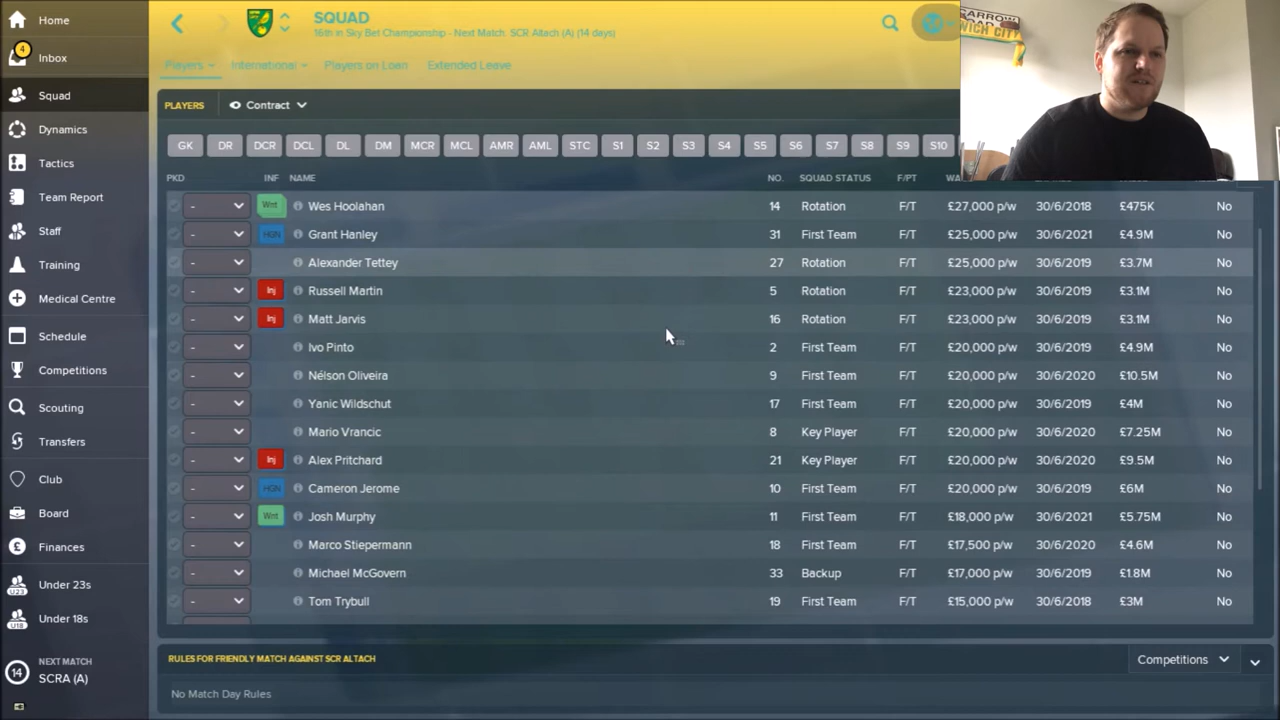 Home
4
Inbox
Squad
Dynamics
Tactics
Team Report
Staff
Training
Medical Centre
Schedule
Competitions
Scouting
Transfers
Club
Board
Finances
U23
Under 23s
U18
Under 18s
14
NEXT MATCH
SCRA (A)
SQUAD
16th in Sky Bet Championship - Next Match: SCR Altach (A) (14 days)
Players International Players on Loan Extended Leave
PLAYERS Contract
GK DR DCR DCL DL DM MCR MCL AMR AML STC S1 S2 S3 S4 S5 S6 S7 S8 S9 S10
PKD INF NAME NO. SQUAD STATUS F/PT
- Wnt Wes Hoolahan 14 Rotation F/T £27,000 p/w 30/6/2018 £475K No
- HGN Grant Hanley 31 First Team F/T £25,000 p/w 30/6/2021 £4.9M No
- Alexander Tettey 27 Rotation F/T £25,000 p/w 30/6/2019 £3.7M No
- Inj Russell Martin 5 Rotation F/T £23,000 p/w 30/6/2019 £3.1M No
- Inj Matt Jarvis 16 Rotation F/T £23,000 p/w 30/6/2019 £3.1M No
- Ivo Pinto 2 First Team F/T £20,000 p/w 30/6/2019 £4.9M No
- Nélson Oliveira 9 First Team F/T £20,000 p/w 30/6/2020 £10.5M No
- Yanic Wildschut 17 First Team F/T £20,000 p/w 30/6/2019 £4M No
- Mario Vrancic 8 Key Player F/T £20,000 p/w 30/6/2020 £7.25M No
- Inj Alex Pritchard 21 Key Player F/T £20,000 p/w 30/6/2020 £9.5M No
- HGN Cameron Jerome 10 First Team F/T £20,000 p/w 30/6/2019 £6M No
- Wnt Josh Murphy 11 First Team F/T £18,000 p/w 30/6/2021 £5.75M No
- Marco Stiepermann 18 First Team F/T £17,500 p/w 30/6/2020 £4.6M No
- Michael McGovern 33 Backup F/T £17,000 p/w 30/6/2019 £1.8M No
- Tom Trybull 19 First Team F/T £15,000 p/w 30/6/2018 £3M No
RULES FOR FRIENDLY MATCH AGAINST SCR ALTACH
Competitions
No Match Day Rules